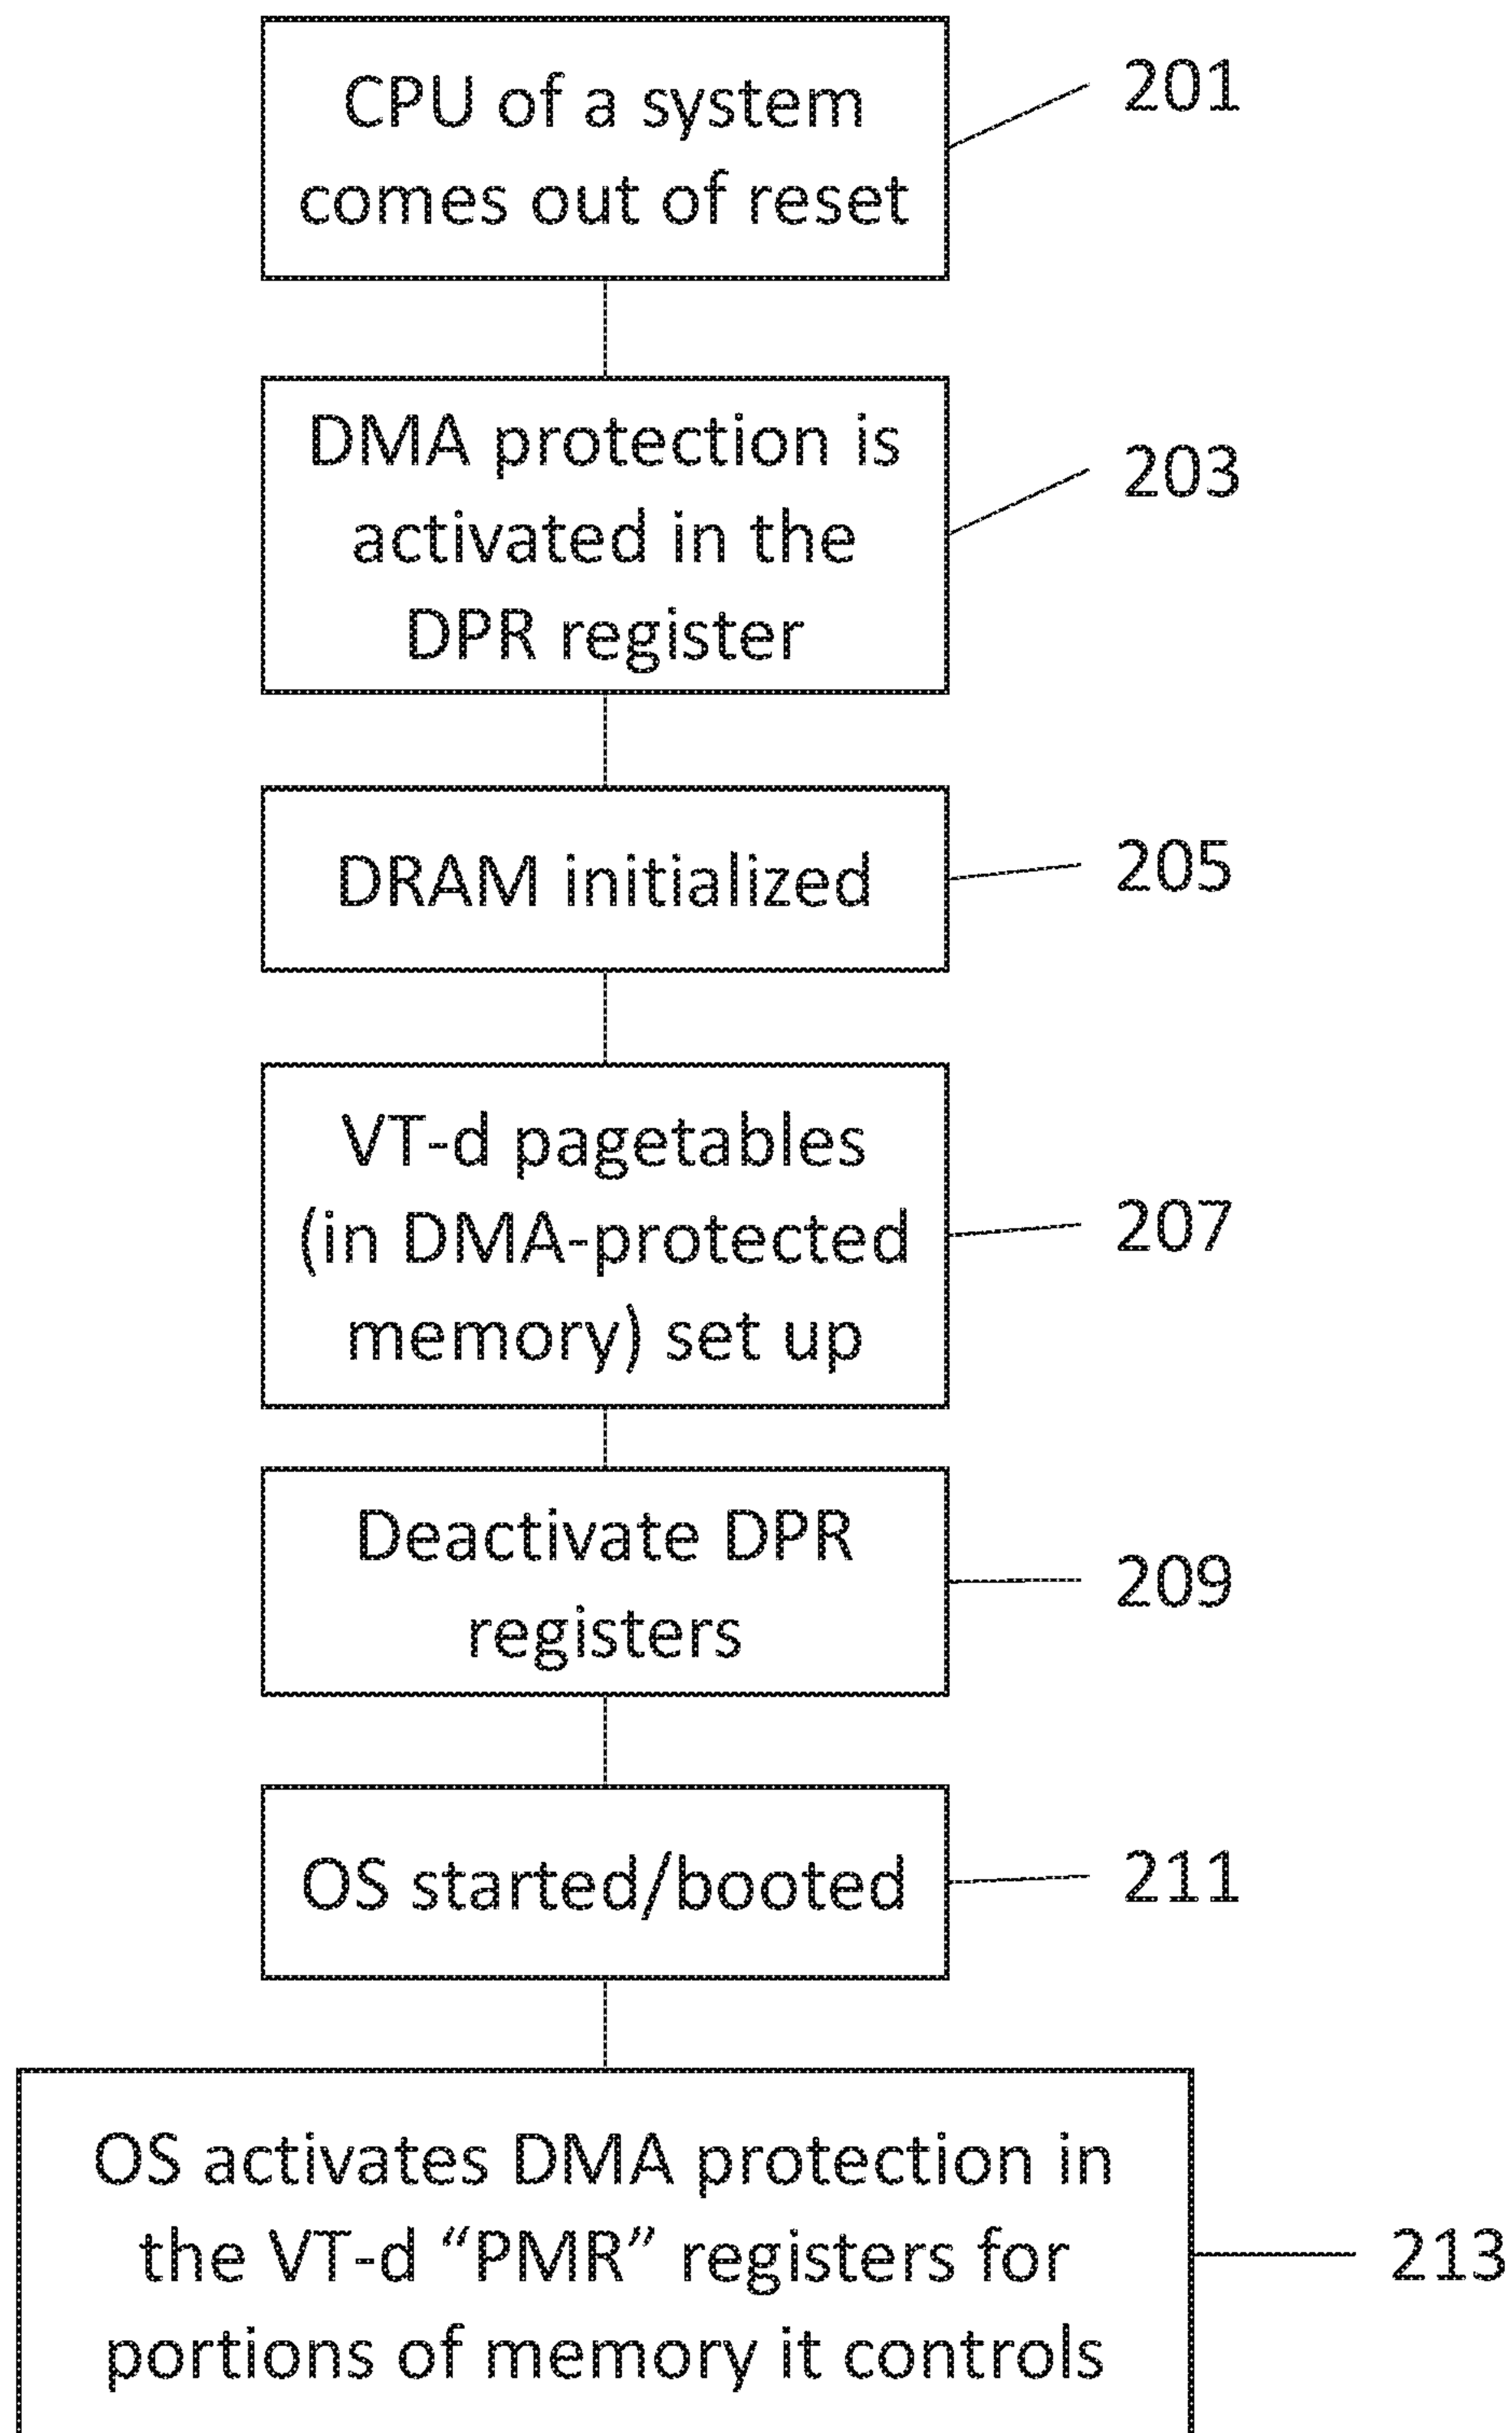 CPU of a system
comes out of reset
201
DMA protection is
activated in the
DPR register
203
DRAM initialized
205
VT-d pagetables
(in DMA-protected
memory) set up
207
Deactivate DPR
registers
209
OS started/booted
211
OS activates DMA protection in
the VT-d “PMR” registers for
portions of memory it controls
213